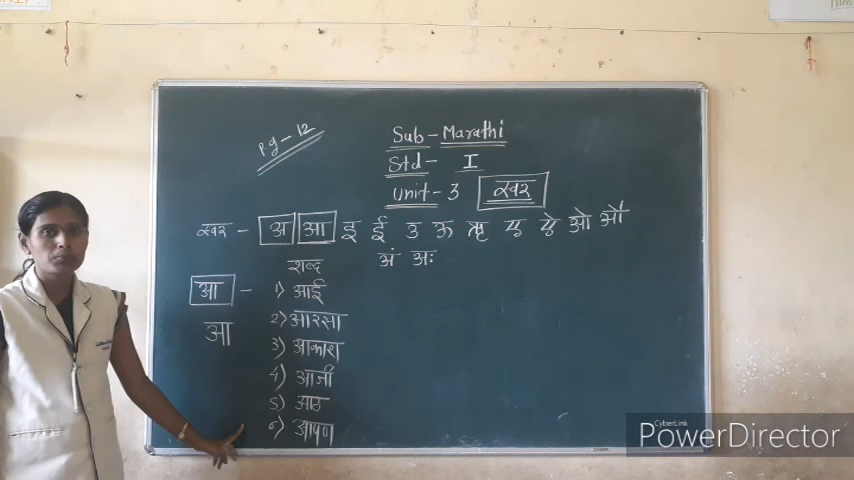 pg - 12
Sub - Marathi
Std - I
Unit - 3 स्वर
स्वर - अ आ इ ई उ ऊ ऋ ए ऐ ओ औ
अं अः
शब्द
आ - 1) आई
आ
2) आरसा
3) आकाश
4) आजी
5) आठ
6) आपण
CyberLink
PowerDirector